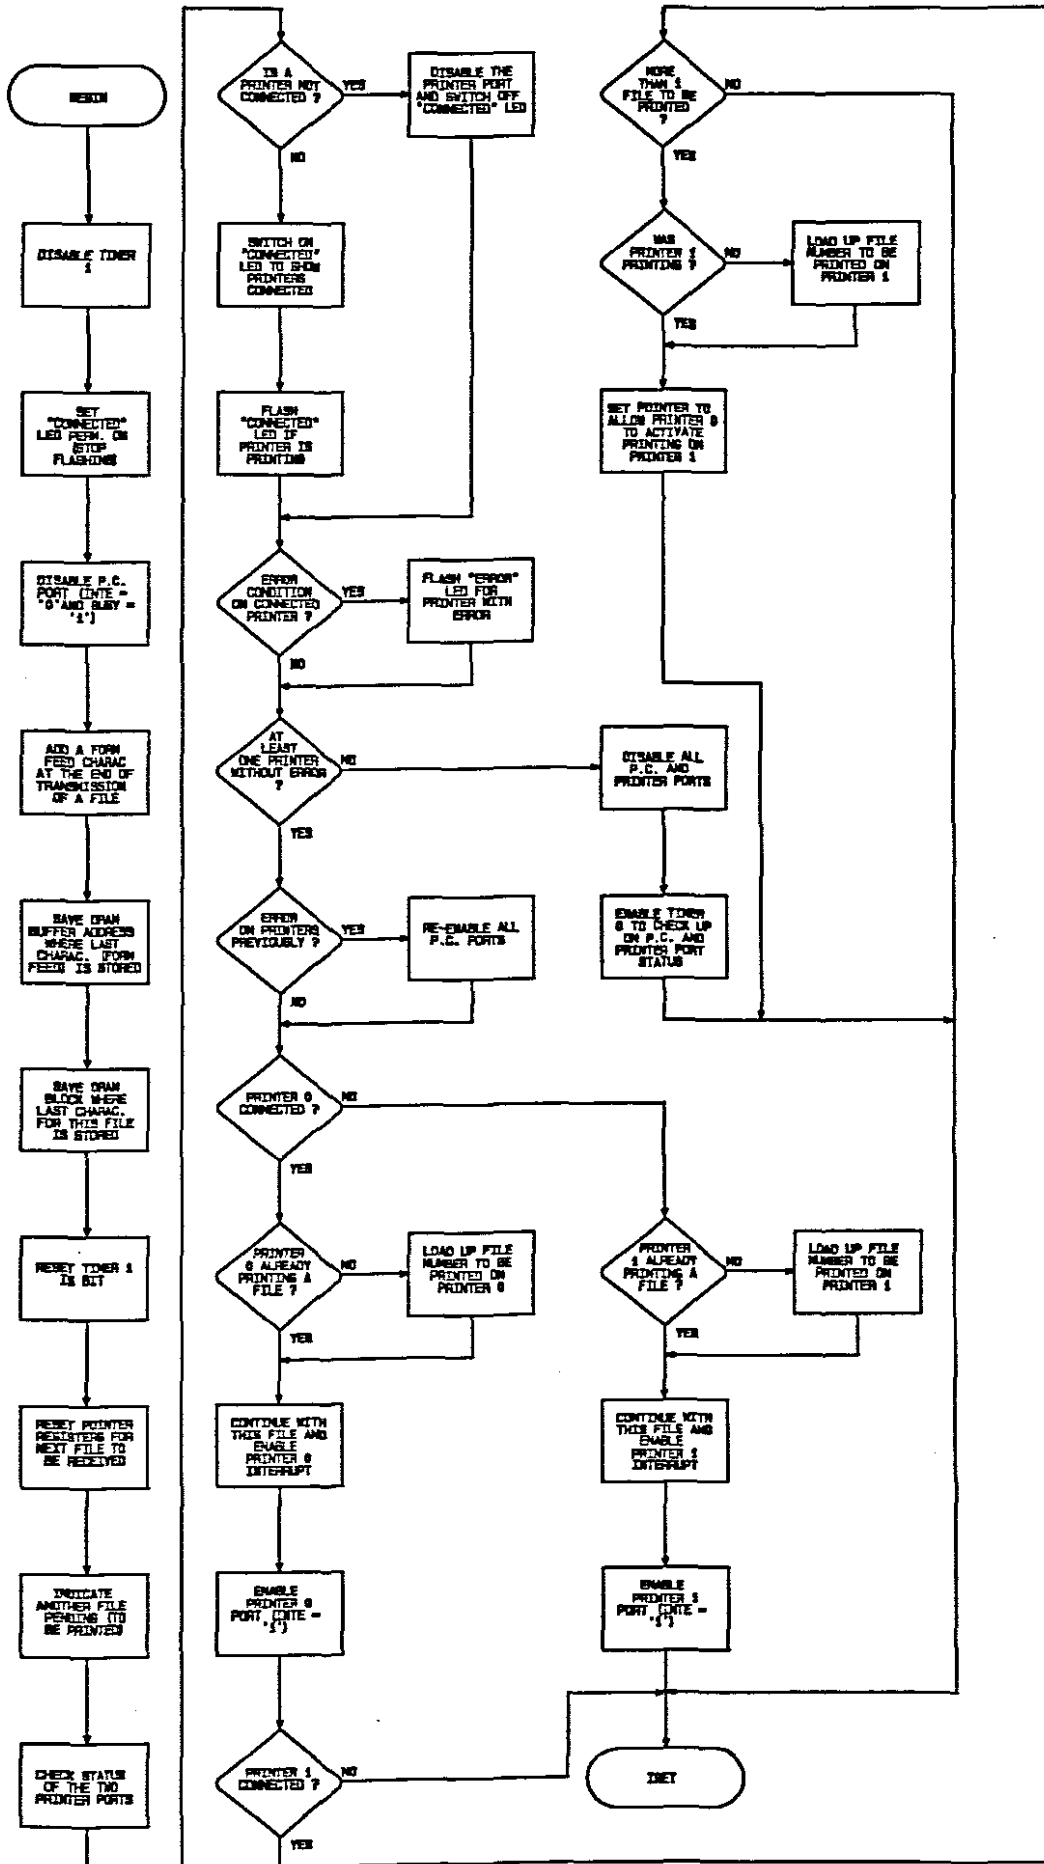 BEGIN
DISABLE TIMER
1
SET
"CONNECTED"
LED PERM. ON
(STOP
FLASHING)
DISABLE P.C.
PORT (INTE =
'0' AND BUSY =
'1')
ADD A FORM
FEED CHARAC
AT THE END OF
TRANSMISSION
OF A FILE
SAVE DRAM
BUFFER ADDRESS
WHERE LAST
CHARAC. (FORM
FEED) IS STORED
SAVE DRAM
BLOCK WHERE
LAST CHARAC.
FOR THIS FILE
IS STORED
RESET TIMER 1
IS BIT
RESET POINTER
REGISTERS FOR
NEXT FILE TO
BE RECEIVED
INDICATE
ANOTHER FILE
PENDING (TO
BE PRINTED)
CHECK STATUS
OF THE TWO
PRINTER PORTS
IS A
PRINTER NOT
CONNECTED ?
YES
NO
DISABLE THE
PRINTER PORT
AND SWITCH OFF
"CONNECTED" LED
SWITCH ON
"CONNECTED"
LED TO SHOW
PRINTERS
CONNECTED
FLASH
"CONNECTED"
LED IF
PRINTER IS
PRINTING
ERROR
CONDITION
ON CONNECTED
PRINTER ?
YES
NO
FLASH "ERROR"
LED FOR
PRINTER WITH
ERROR
AT
LEAST
ONE PRINTER
WITHOUT ERROR
?
NO
YES
DISABLE ALL
P.C. AND
PRINTER PORTS
ENABLE TIMER
0 TO CHECK UP
ON P.C. AND
PRINTER PORT
STATUS
ERROR
ON PRINTERS
PREVIOUSLY ?
YES
NO
RE-ENABLE ALL
P.C. PORTS
PRINTER 0
CONNECTED ?
NO
YES
PRINTER
0 ALREADY
PRINTING A
FILE ?
NO
YES
LOAD UP FILE
NUMBER TO BE
PRINTED ON
PRINTER 0
CONTINUE WITH
THIS FILE AND
ENABLE
PRINTER 0
INTERRUPT
ENABLE
PRINTER 0
PORT (INTE =
'1')
PRINTER 1
CONNECTED ?
NO
YES
MORE
THAN 1
FILE TO BE
PRINTED
?
NO
YES
WAS
PRINTER 1
PRINTING ?
NO
YES
LOAD UP FILE
NUMBER TO BE
PRINTED ON
PRINTER 1
SET POINTER TO
ALLOW PRINTER 0
TO ACTIVATE
PRINTING ON
PRINTER 1
PRINTER
1 ALREADY
PRINTING A
FILE ?
NO
YES
LOAD UP FILE
NUMBER TO BE
PRINTED ON
PRINTER 1
CONTINUE WITH
THIS FILE AND
ENABLE
PRINTER 1
INTERRUPT
ENABLE
PRINTER 1
PORT (INTE =
'1')
IRET